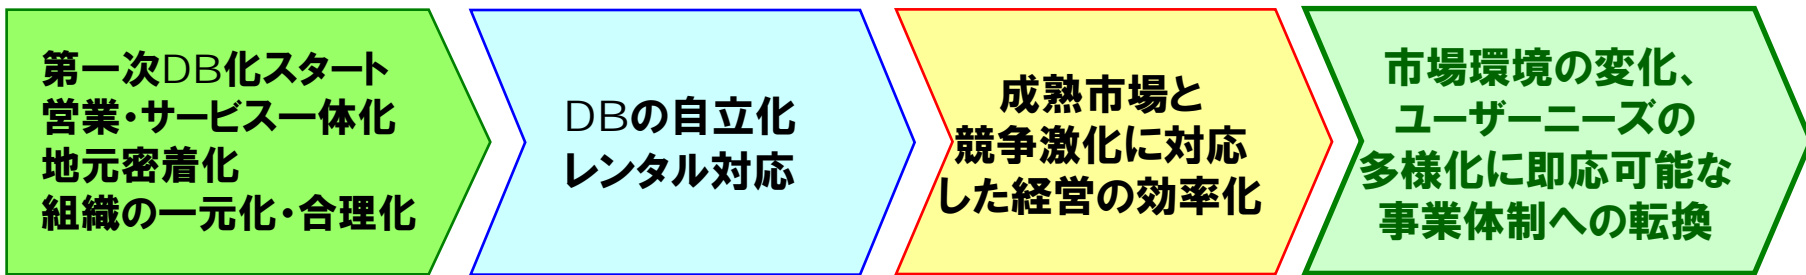 第一次DB化スタート
営業・サービス一体化
地元密着化
組織の一元化・合理化
DBの自立化
レンタル対応
成熟市場と
競争激化に対応
した経営の効率化
市場環境の変化、
ユーザーニーズの
多様化に即応可能な
事業体制への転換